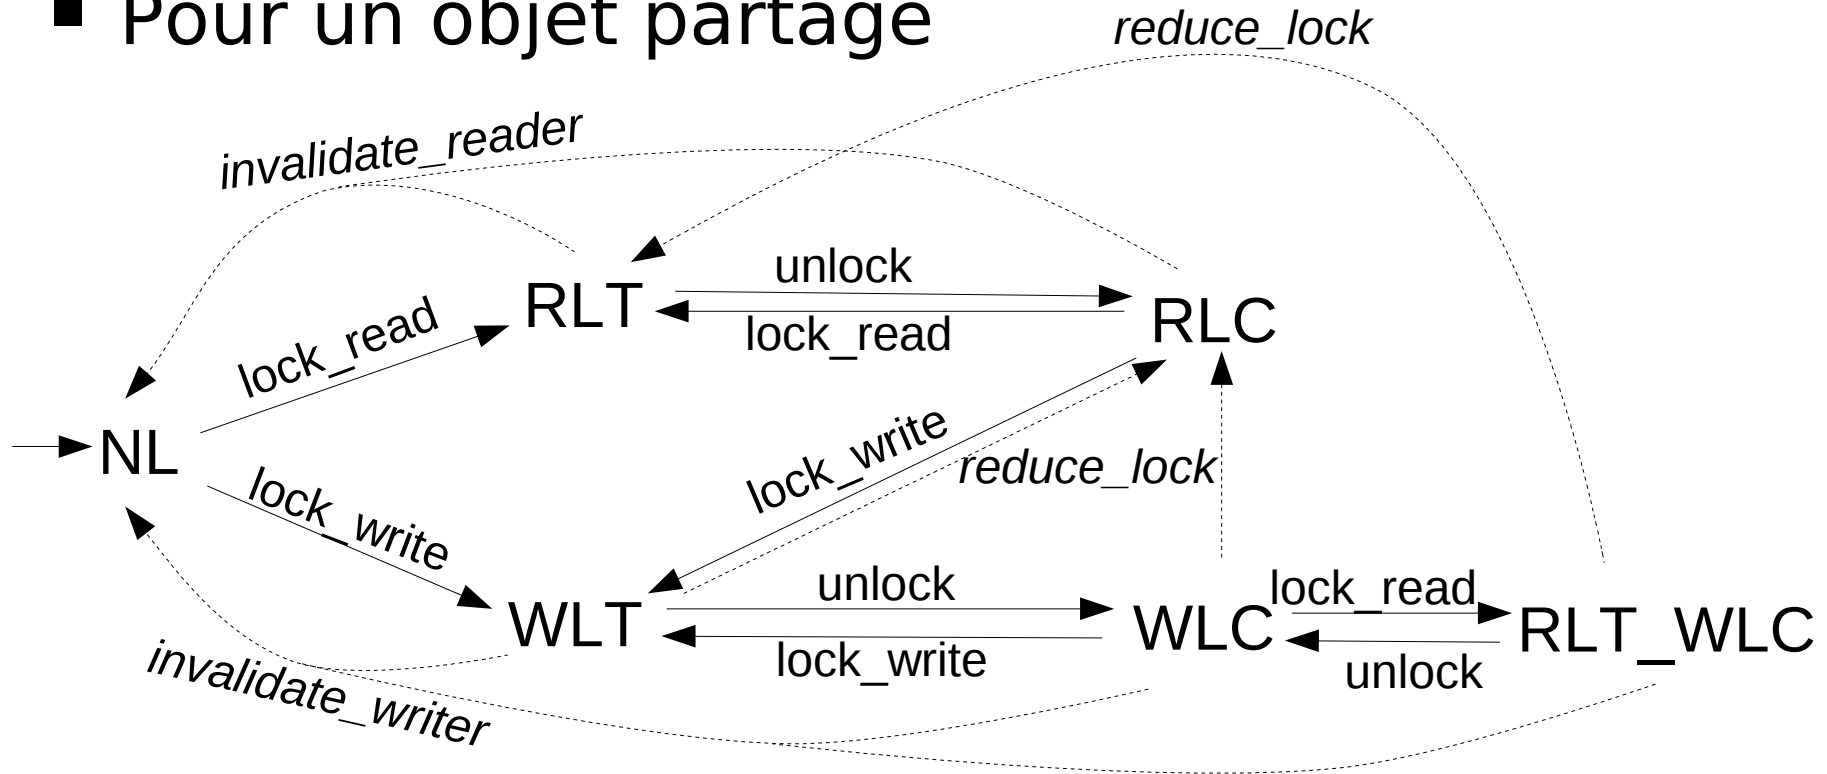 Pour un objet partagé
reduce_lock
invalidate_reader
unlock
RLT
RLC
lock_read
lock_read
NL
lock_write
reduce_lock
lock_write
unlock
lock_read
WLT
WLC
RLT_WLC
lock_write
unlock
invalidate_writer